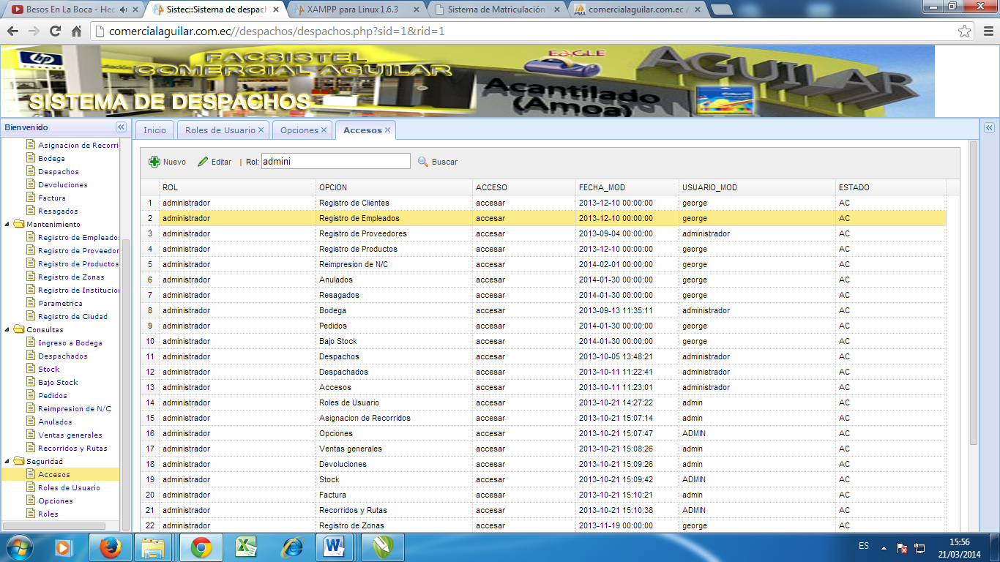 Besos En La Boca - Hec
Sistec::Sistema de despach
XAMPP para Linux 1.6.3
Sistema de Matriculación
comercialaguilar.com.ec /
comercialaguilar.com.ec//despachos/despachos.php?sid=1&rid=1
hp
FACSISTEL
COMERCIAL AGUILAR
SISTEMA DE DESPACHOS
EAGLE
Acantilado
(Amoa)
AGUILAR
Bienvenido
Asignacion de Recorri
Bodega
Despachos
Devoluciones
Factura
Resagados
Mantenimiento
Registro de Empleados
Registro de Proveedor
Registro de Productos
Registro de Zonas
Registro de Institucion
Parametrica
Registro de Ciudad
Consultas
Ingreso a Bodega
Despachados
Stock
Bajo Stock
Pedidos
Reimpresion de N/C
Anulados
Ventas generales
Recorridos y Rutas
Seguridad
Accesos
Roles de Usuario
Opciones
Roles
Inicio Roles de Usuario Opciones Accesos
Nuevo Editar | Rol: admini Buscar
ROL OPCION ACCESO FECHA_MOD USUARIO_MOD ESTADO
1 administrador Registro de Clientes accesar 2013-12-10 00:00:00 george AC
2 administrador Registro de Empleados accesar 2013-12-10 00:00:00 george AC
3 administrador Registro de Proveedores accesar 2013-09-04 00:00:00 administrador AC
4 administrador Registro de Productos accesar 2013-12-10 00:00:00 george AC
5 administrador Reimpresion de N/C accesar 2014-02-01 00:00:00 george AC
6 administrador Anulados accesar 2014-01-30 00:00:00 george AC
7 administrador Resagados accesar 2014-01-30 00:00:00 george AC
8 administrador Bodega accesar 2013-09-13 11:35:11 administrador AC
9 administrador Pedidos accesar 2014-01-30 00:00:00 george AC
10 administrador Bajo Stock accesar 2014-01-30 00:00:00 george AC
11 administrador Despachos accesar 2013-10-05 13:48:21 administrador AC
12 administrador Despachados accesar 2013-10-11 11:22:41 administrador AC
13 administrador Accesos accesar 2013-10-11 11:23:01 administrador AC
14 administrador Roles de Usuario accesar 2013-10-21 14:27:22 admin AC
15 administrador Asignacion de Recorridos accesar 2013-10-21 15:07:14 admin AC
16 administrador Opciones accesar 2013-10-21 15:07:47 ADMIN AC
17 administrador Ventas generales accesar 2013-10-21 15:08:26 admin AC
18 administrador Devoluciones accesar 2013-10-21 15:09:26 admin AC
19 administrador Stock accesar 2013-10-21 15:09:42 ADMIN AC
20 administrador Factura accesar 2013-10-21 15:10:21 admin AC
21 administrador Recorridos y Rutas accesar 2013-10-21 15:10:38 ADMIN AC
22 administrador Registro de Zonas accesar 2013-11-19 00:00:00 george AC
ES
15:56
21/03/2014